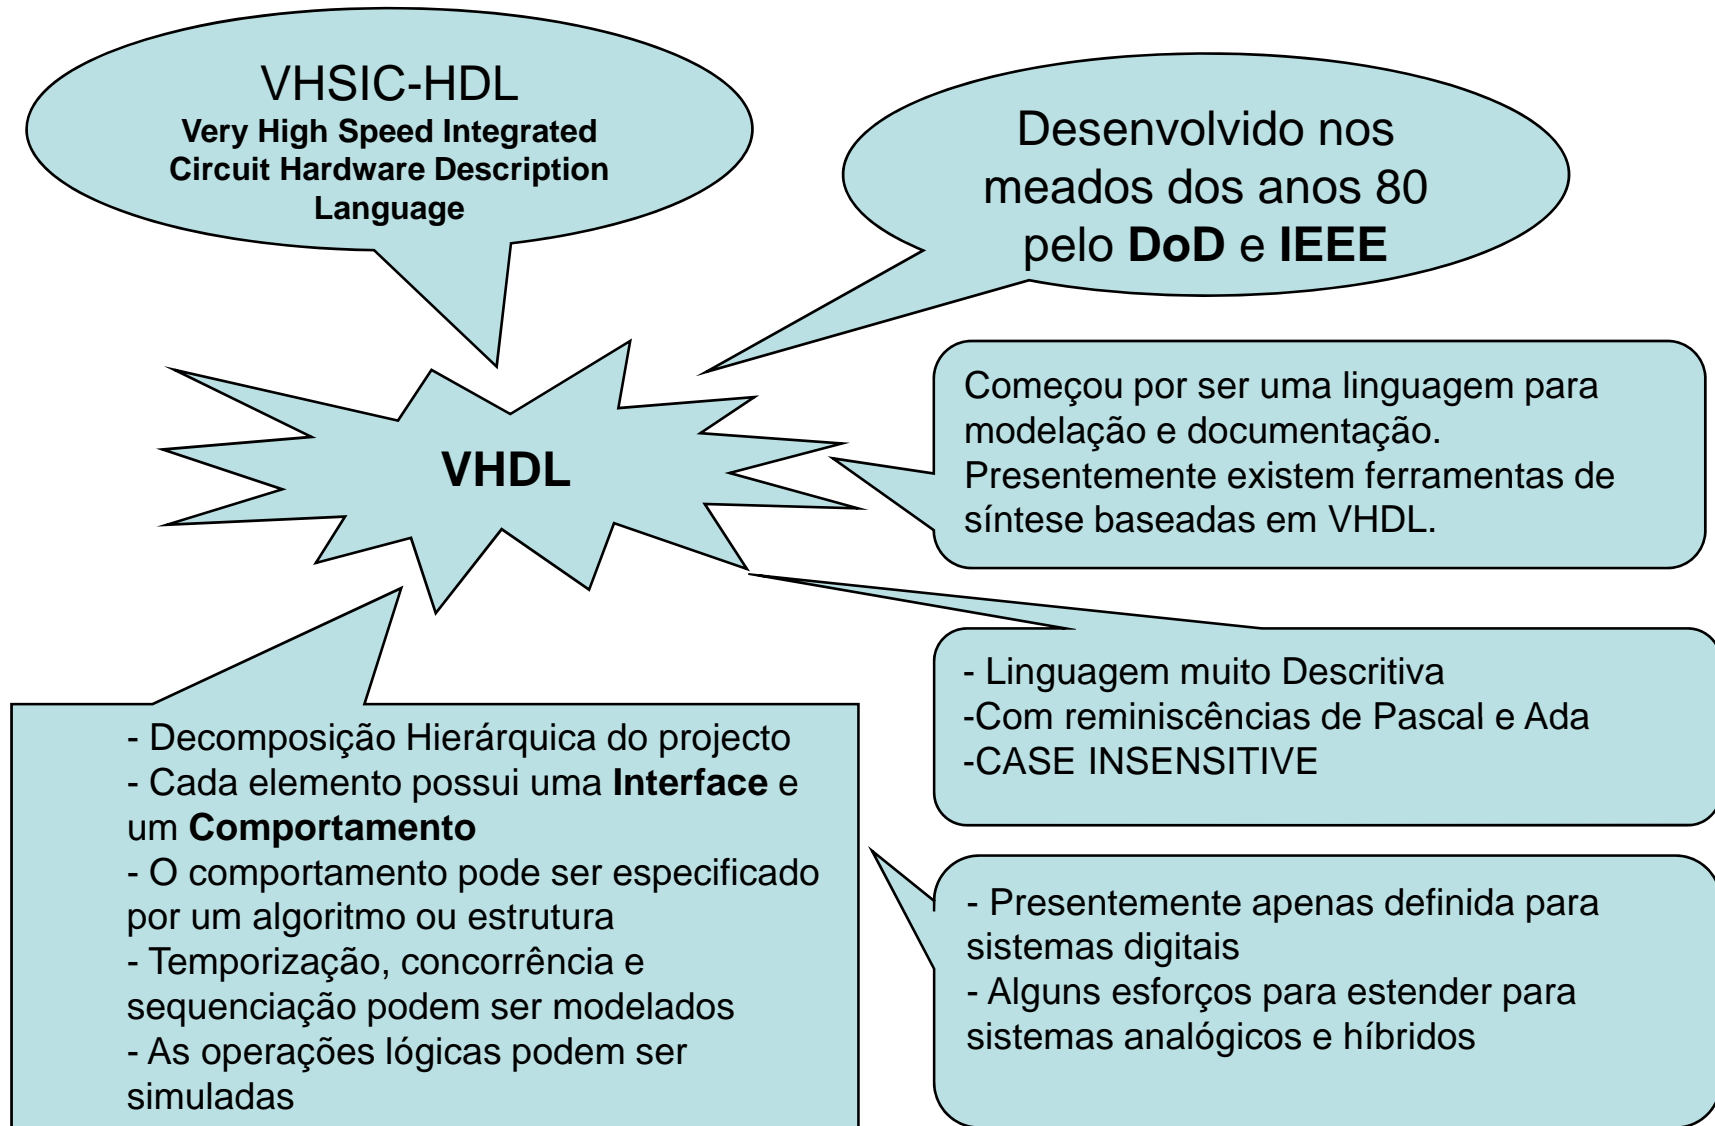 VHSIC-HDL
Very High Speed Integrated
Circuit Hardware Description
Language
Desenvolvido nos
meados dos anos 80
pelo DoD e IEEE
VHDL
Começou por ser uma linguagem para
modelação e documentação.
Presentemente existem ferramentas de
síntese baseadas em VHDL.
- Linguagem muito Descritiva
-Com reminiscências de Pascal e Ada
-CASE INSENSITIVE
- Decomposição Hierárquica do projecto
- Cada elemento possui uma Interface e
um Comportamento
- O comportamento pode ser especificado
por um algoritmo ou estrutura
- Temporização, concorrência e
sequenciação podem ser modelados
- As operações lógicas podem ser
simuladas
- Presentemente apenas definida para
sistemas digitais
- Alguns esforços para estender para
sistemas analógicos e híbridos